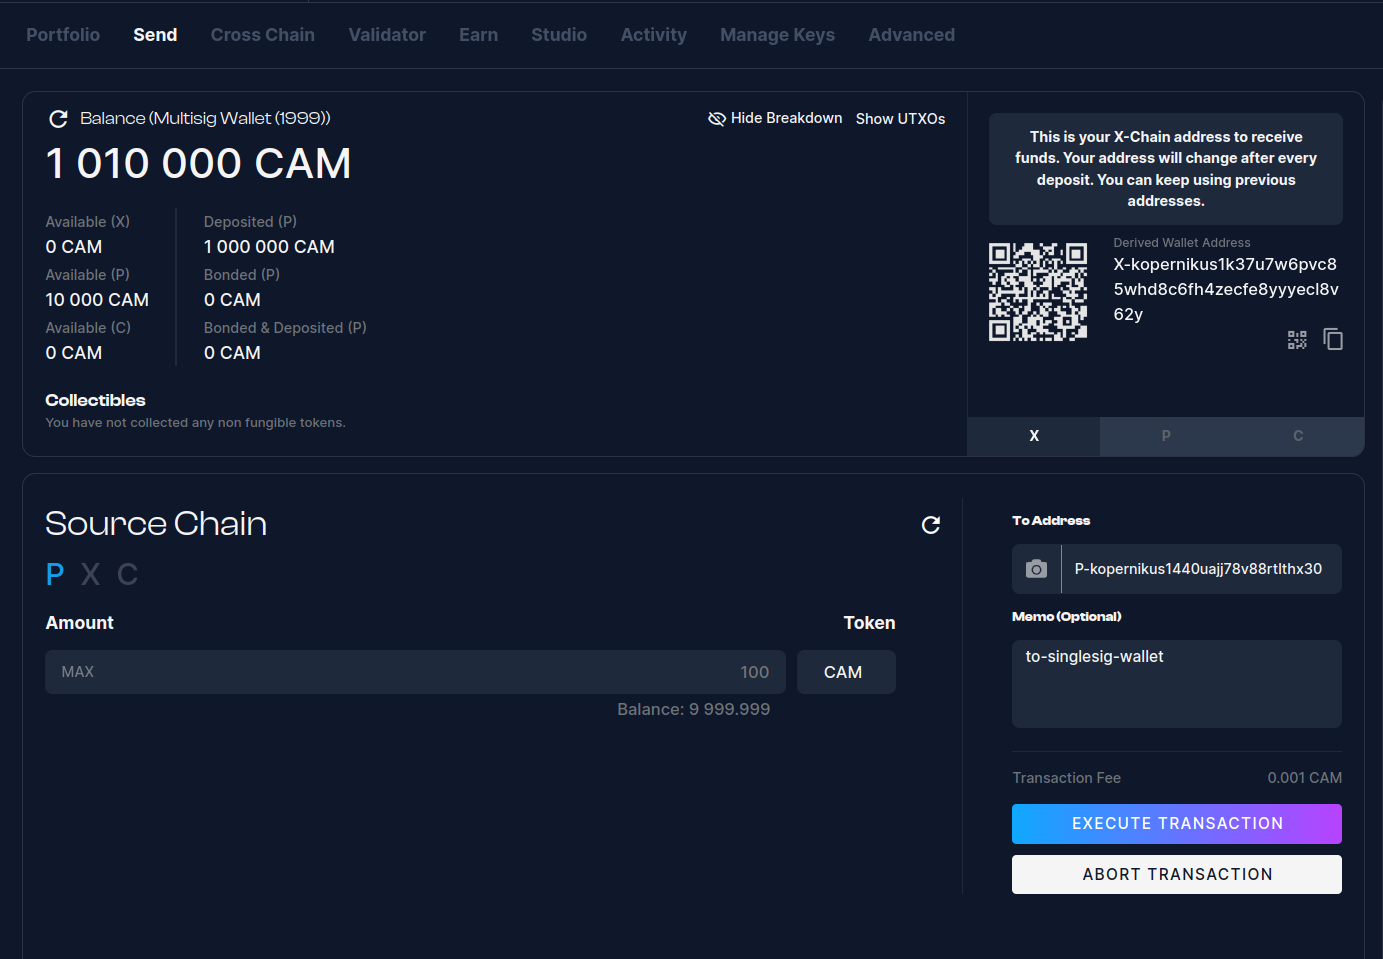 Portfolio Send Cross Chain Validator Earn Studio Activity Manage Keys Advanced
Balance (Multisig Wallet (1999))
Hide Breakdown Show UTXOs
1 010 000 CAM
Available (X)
0 CAM
Available (P)
10 000 CAM
Available (C)
0 CAM
Deposited (P)
1 000 000 CAM
Bonded (P)
0 CAM
Bonded & Deposited (P)
0 CAM
Collectibles
You have not collected any non fungible tokens.
This is your X-Chain address to receive
funds. Your address will change after every
deposit. You can keep using previous
addresses.
Derived Wallet Address
X-kopernikus1k37u7w6pvc8
5whd8c6fh4zecfe8yyyecl8v
62y
X P C
Source Chain
P X C
Amount Token
MAX 100 CAM
Balance: 9 999.999
To Address
P-kopernikus1440uajj78v88rtlthx30
Memo (Optional)
to-singlesig-wallet
Transaction Fee 0.001 CAM
EXECUTE TRANSACTION
ABORT TRANSACTION